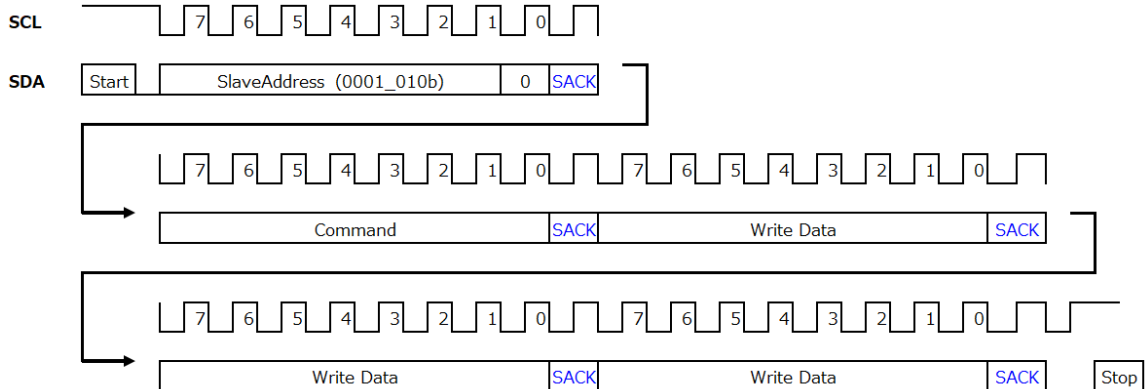 SCL 7 6 5 4 3 2 1 0
SDA Start SlaveAddress (0001_010b) 0 SACK
7 6 5 4 3 2 1 0 7 6 5 4 3 2 1 0
Command SACK Write Data SACK
7 6 5 4 3 2 1 0 7 6 5 4 3 2 1 0
Write Data SACK Write Data SACK Stop